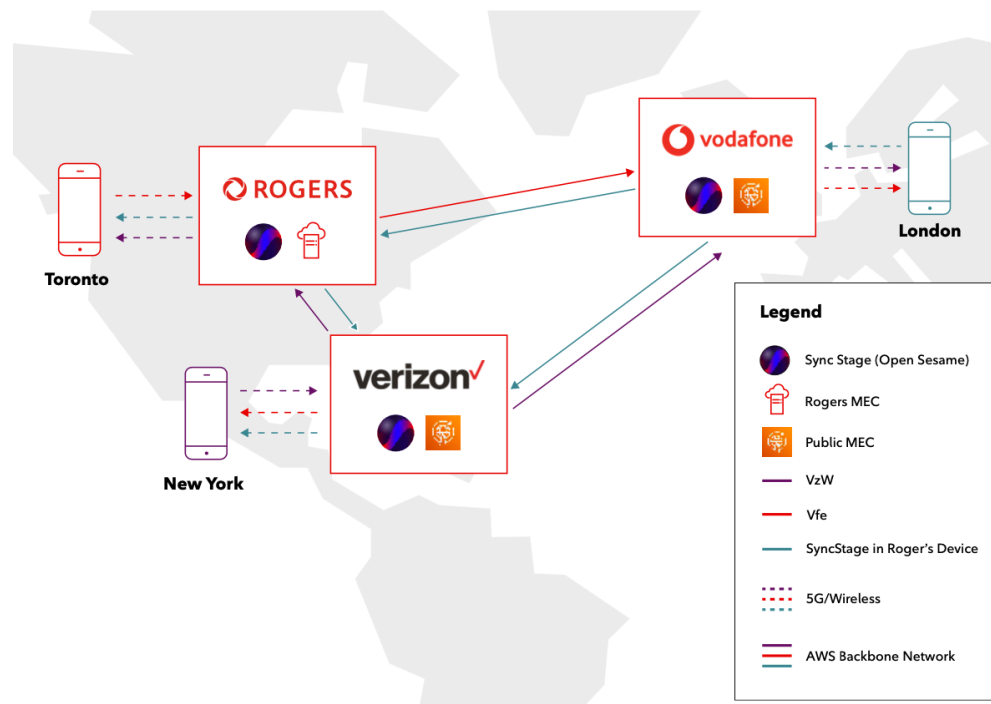 ROGERS
vodafone
London
Toronto
verizon
New York
Legend
Sync Stage (Open Sesame)
Rogers MEC
Public MEC
VzW
Vfe
SyncStage in Roger's Device
5G/Wireless
AWS Backbone Network